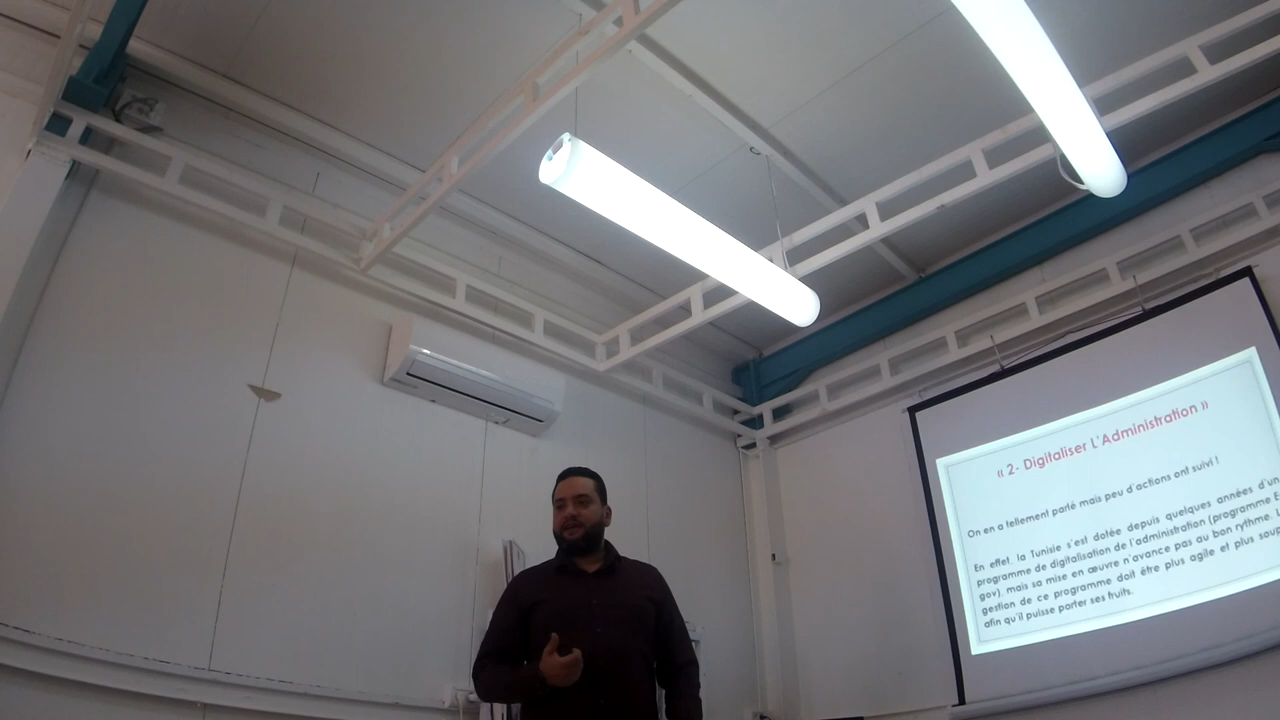 « 2- Digitaliser L'Administration »
On en a tellement parlé mais peu d'actions ont suivi !
En effet, la Tunisie s'est dotée depuis quelques années d'un
programme de digitalisation de l'administration (programme E
gov), mais sa mise en œuvre n'avance pas au bon rythme.
gestion de ce programme doit être plus agile et plus soup
afin qu'il puisse porter ses fruits.